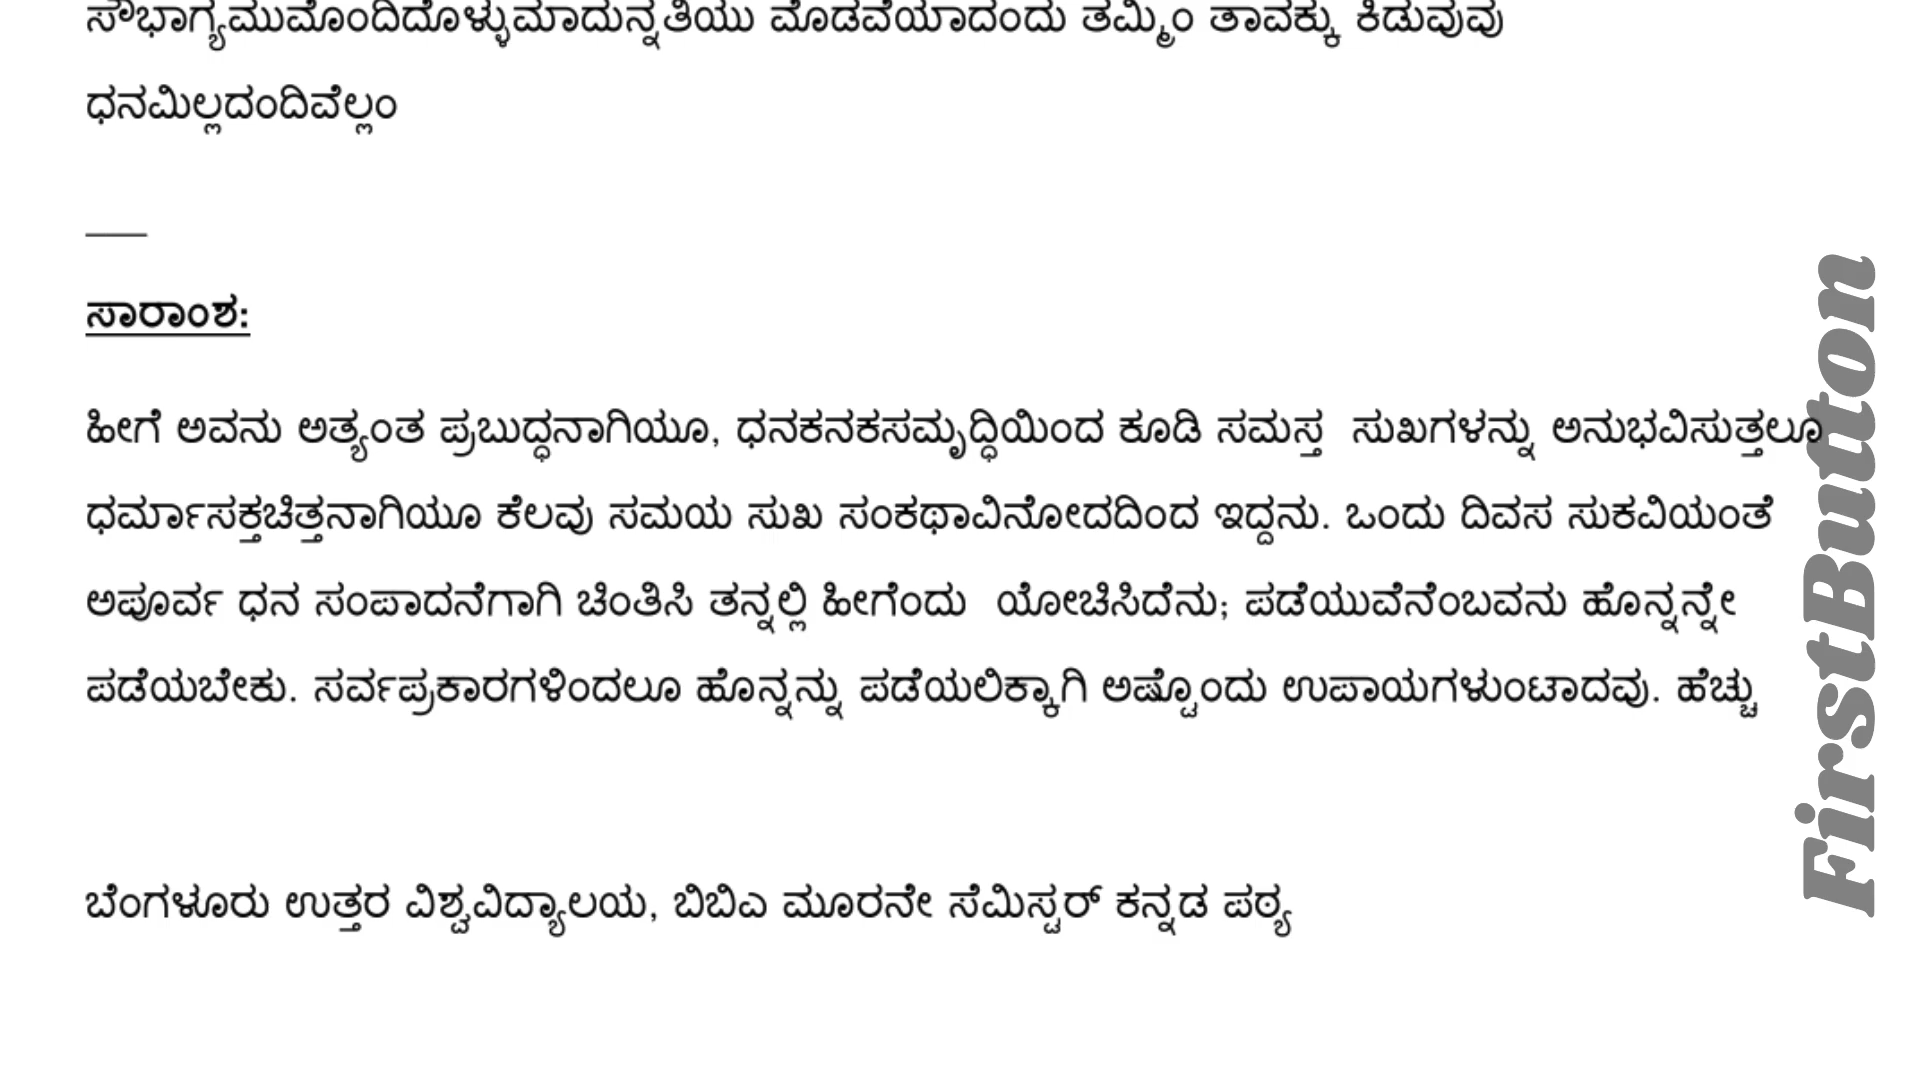 ಸೌಭಾಗ್ಯಮುಮೊಂದಿದೊಳ್ಳುಮಾದುನ್ನತಿಯು ಮೊಡವೆಯಾದಂದು ತಮ್ಮಿಂ ತಾವಕ್ಕು ಕಿಡುವುವು
ಧನಮಿಲ್ಲದಂದಿವೆಲ್ಲಂ
ಸಾರಾಂಶ:
ಹೀಗೆ ಅವನು ಅತ್ಯಂತ ಪ್ರಬುದ್ಧನಾಗಿಯೂ, ಧನಕನಕಸಮೃದ್ಧಿಯಿಂದ ಕೂಡಿ ಸಮಸ್ತ ಸುಖಗಳನ್ನು ಅನುಭವಿಸುತ್ತಲೂ
ಧರ್ಮಾಸಕ್ತಚಿತ್ತನಾಗಿಯೂ ಕೆಲವು ಸಮಯ ಸುಖ ಸಂಕಥಾವಿನೋದದಿಂದ ಇದ್ದನು. ಒಂದು ದಿವಸ ಸುಕವಿಯಂತೆ
ಅಪೂರ್ವ ಧನ ಸಂಪಾದನೆಗಾಗಿ ಚಿಂತಿಸಿ ತನ್ನಲ್ಲಿ ಹೀಗೆಂದು ಯೋಚಿಸಿದೆನು; ಪಡೆಯುವೆನೆಂಬವನು ಹೊನ್ನನ್ನೇ
ಪಡೆಯಬೇಕು. ಸರ್ವಪ್ರಕಾರಗಳಿಂದಲೂ ಹೊನ್ನನ್ನು ಪಡೆಯಲಿಕ್ಕಾಗಿ ಅಷ್ಟೊಂದು ಉಪಾಯಗಳುಂಟಾದವು. ಹೆಚ್ಚು
ಬೆಂಗಳೂರು ಉತ್ತರ ವಿಶ್ವವಿದ್ಯಾಲಯ, ಬಿಬಿಎ ಮೂರನೇ ಸೆಮಿಸ್ಟರ್ ಕನ್ನಡ ಪಠ್ಯ
FirstButton